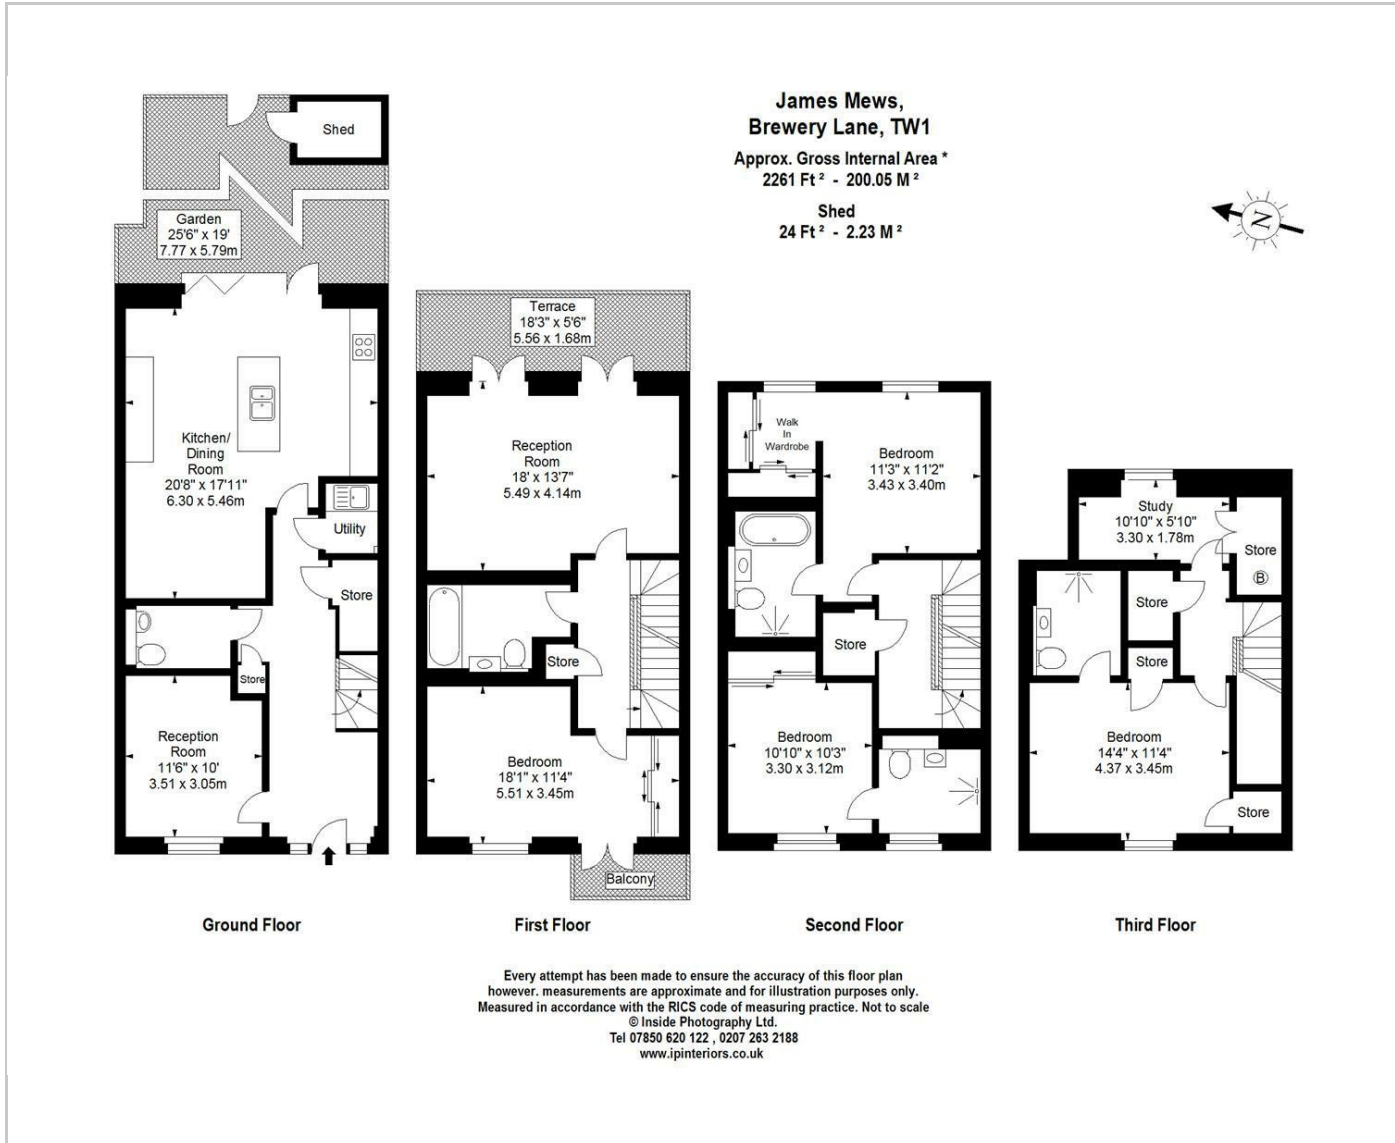 James Mews,
Brewery Lane, TW1
Approx. Gross Internal Area *
2261 Ft ² - 200.05 M ²
Shed
24 Ft ² - 2.23 M ²
N
Shed
Garden
25'6" x 19'
7.77 x 5.79m
Kitchen/
Dining
Room
20'8" x 17'11"
6.30 x 5.46m
Utility
Store
Store
Reception
Room
11'6" x 10'
3.51 x 3.05m
Ground Floor
Terrace
18'3" x 5'6"
5.56 x 1.68m
Reception
Room
18' x 13'7"
5.49 x 4.14m
Store
Bedroom
18'1" x 11'4"
5.51 x 3.45m
Balcony
First Floor
Walk
In
Wardrobe
Bedroom
11'3" x 11'2"
3.43 x 3.40m
Store
Bedroom
10'10" x 10'3"
3.30 x 3.12m
Second Floor
Study
10'10" x 5'10"
3.30 x 1.78m
Store
B
Store
Store
Bedroom
14'4" x 11'4"
4.37 x 3.45m
Store
Third Floor
Every attempt has been made to ensure the accuracy of this floor plan
however. measurements are approximate and for illustration purposes only.
Measured in accordance with the RICS code of measuring practice. Not to scale
© Inside Photography Ltd.
Tel 07850 620 122 , 0207 263 2188
www.ipinteriors.co.uk